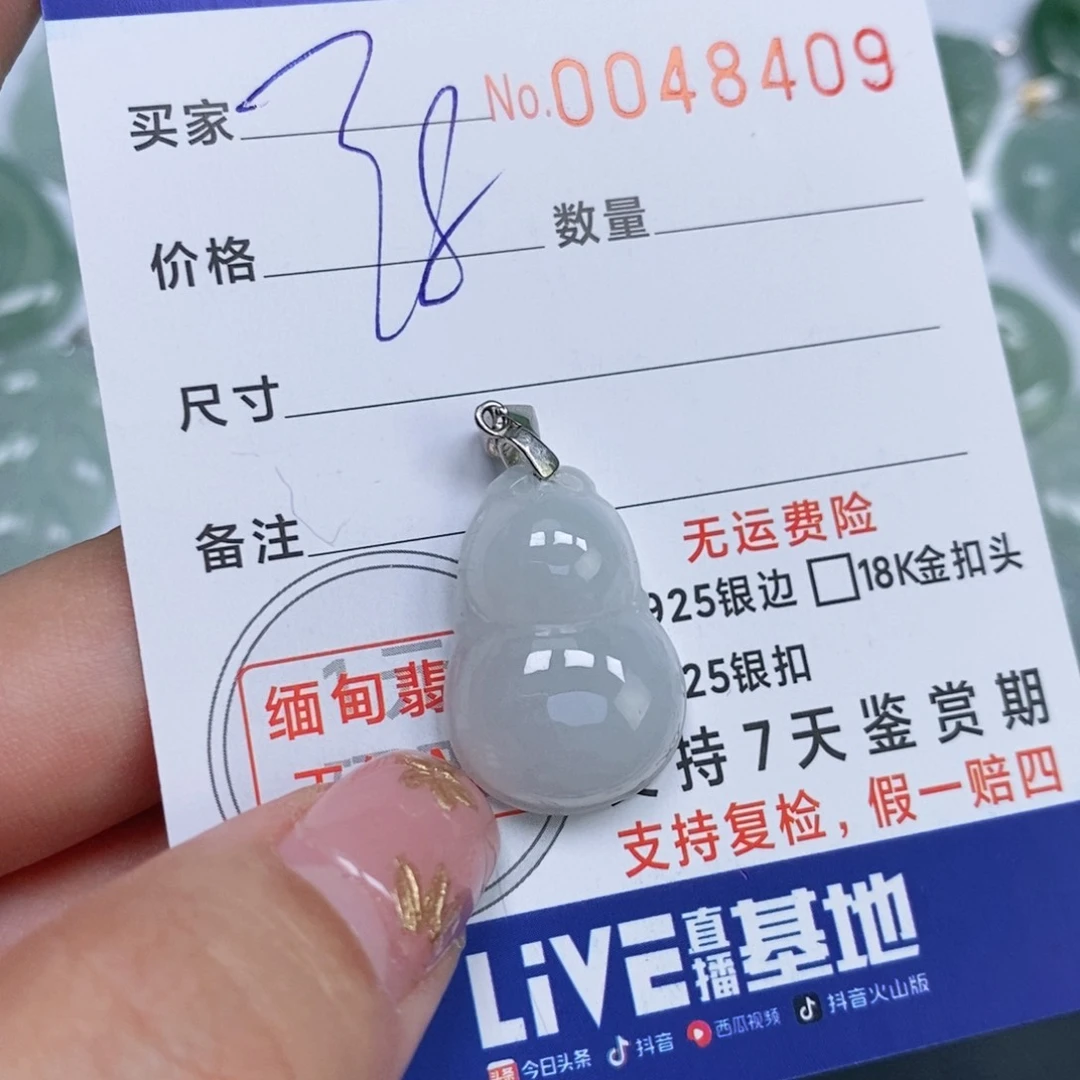 买家 No.0048409
38
价格 数量
尺寸
备注
无运费险
925银边 □18K金扣头
25银扣
缅甸翡
持7天鉴赏期
支持复检，假一赔四
LiVE直播基地
头条 今日头条 抖音 西瓜视频 抖音火山版